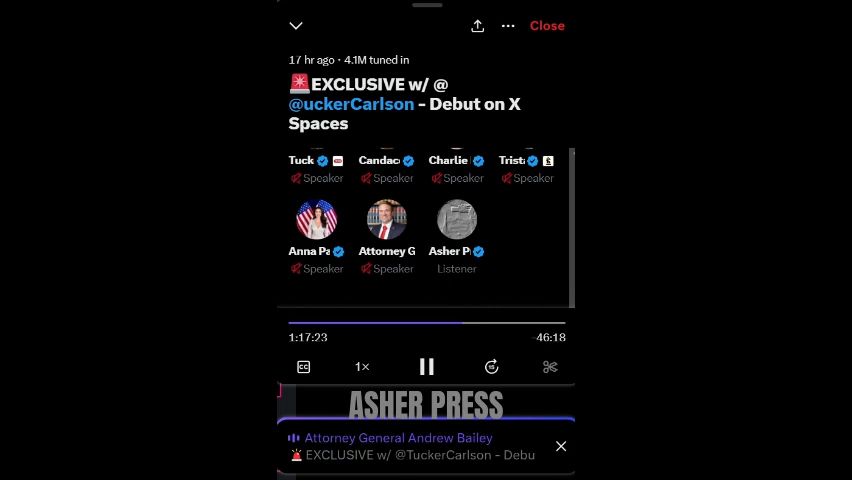 Close
17 hr ago • 4.1M tuned in
🚨EXCLUSIVE w/ @
@uckerCarlson - Debut on X
Spaces
Tuck Candac Charlie Trista
Speaker Speaker Speaker Speaker
Anna Pa Attorney G Asher P
Speaker Speaker Listener
1:17:23 -46:18
CC 1× 15
ASHER PRESS
Attorney General Andrew Bailey
🚨EXCLUSIVE w/ @TuckerCarlson - Debu